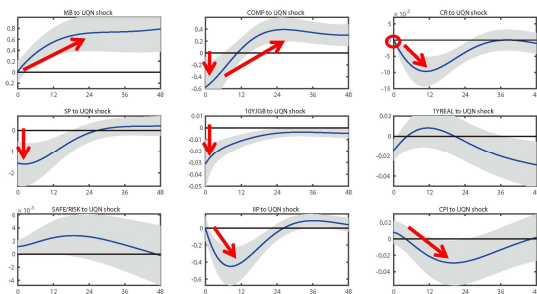 MB to UQN shock
COMP to UQN shock
CR to UQN shock
0.8
0.6
0.4
0.2
0
0.2
0 12 24 36 48
0.4
0.2
0
-0.2
-0.4
-0.6
0 12 24 36 48
× 10⁻³
5
0
-5
-10
-15
0 12 24 36 48
SP to UQN shock
10YJGB to UQN shock
1YREAL to UQN shock
0
-1
-2
0 12 24 36 48
0.01
0
-0.01
-0.02
-0.03
-0.04
-0.05
0 12 24 36 48
0.02
0
-0.02
-0.04
0 12 24 36 48
SAFE/RISK to UQN shock
IIP to UQN shock
CPI to UQN shock
6
4
2
0
-2
-4
0 12 24 36 48
0
-0.2
-0.4
-0.6
0 12 24 36 48
0.02
0
-0.02
-0.04
0 12 24 36 48